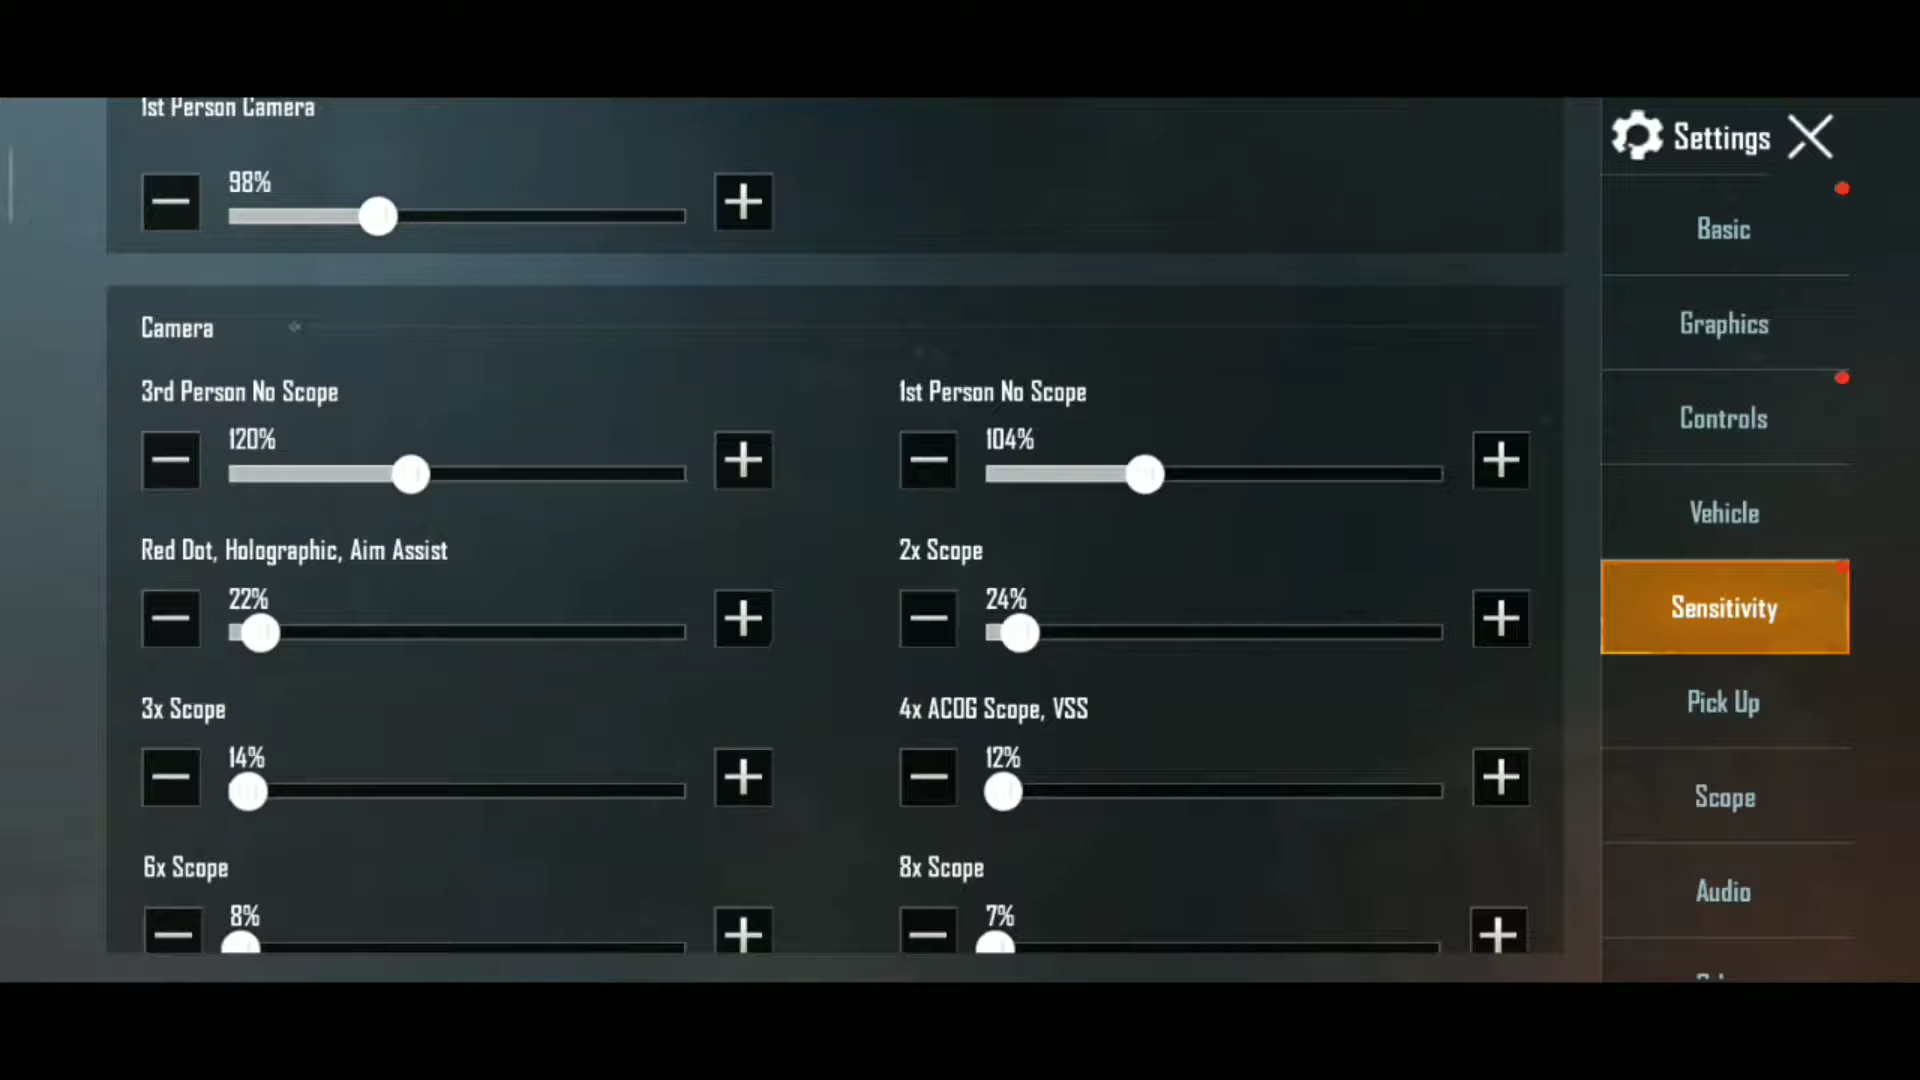 1st Person Camera
98%
Camera
3rd Person No Scope
120%
1st Person No Scope
104%
Red Dot, Holographic, Aim Assist
22%
2x Scope
24%
3x Scope
14%
4x ACOG Scope, VSS
12%
6x Scope
8%
8x Scope
7%
Settings
Basic
Graphics
Controls
Vehicle
Sensitivity
Pick Up
Scope
Audio